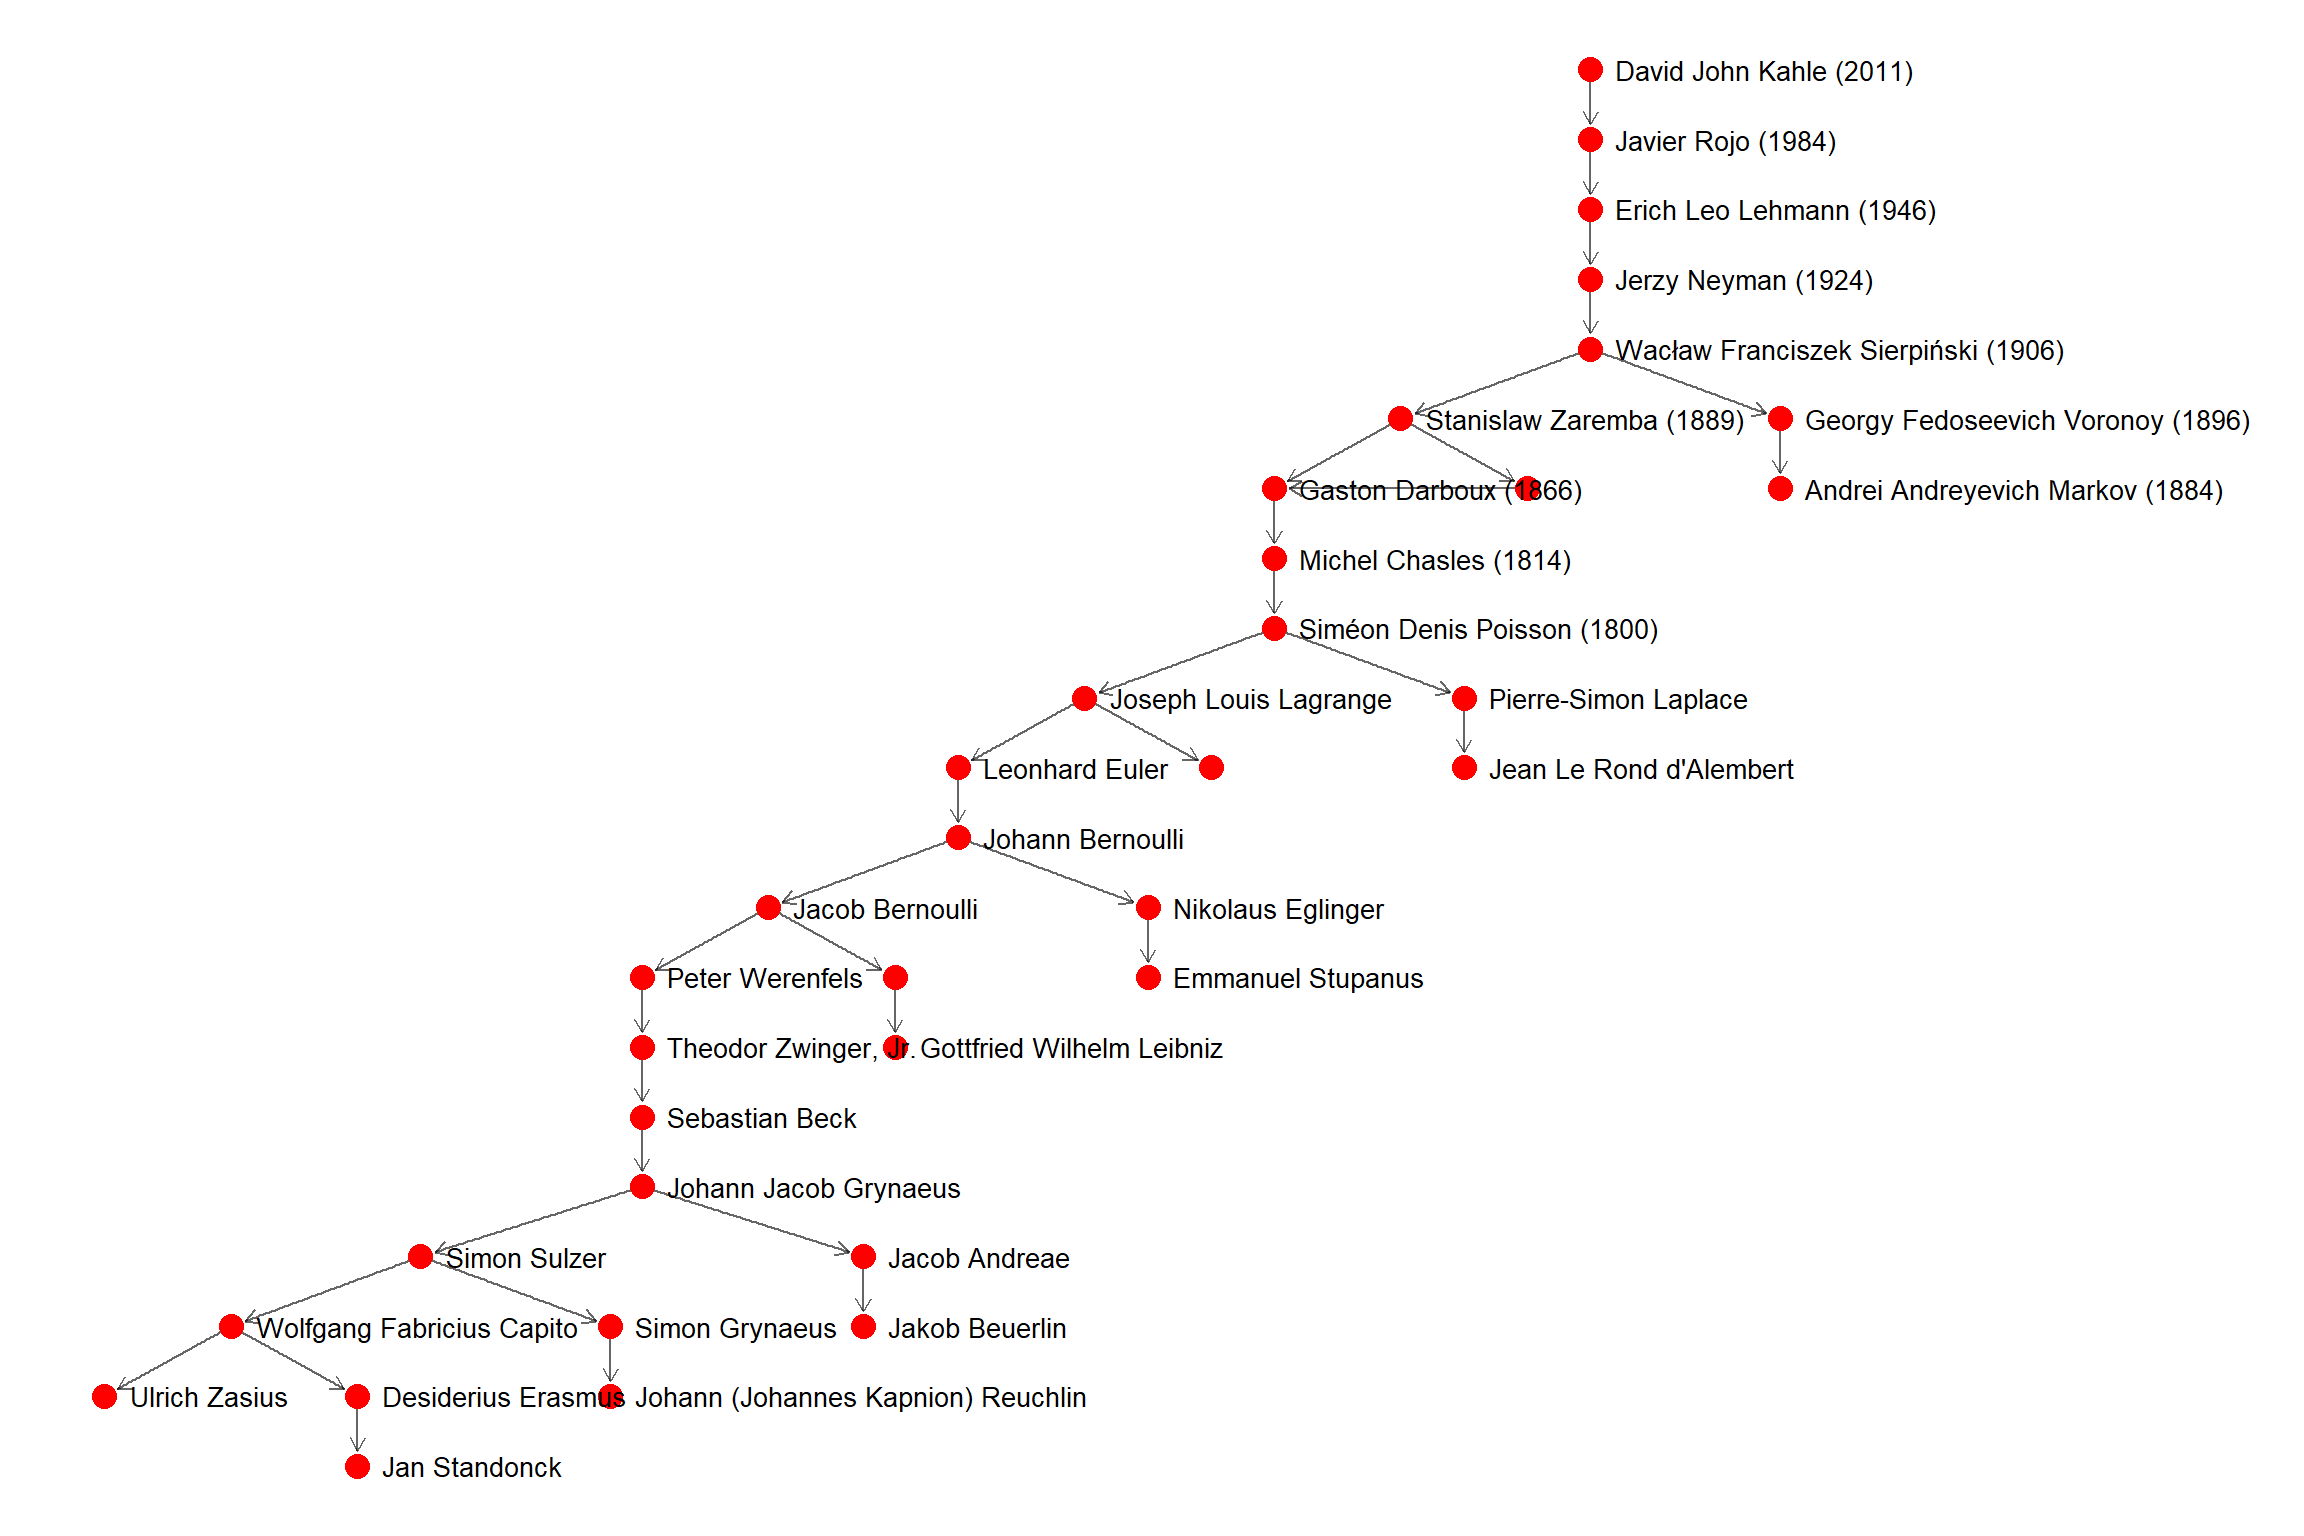 David John Kahle (2011)
Javier Rojo (1984)
Erich Leo Lehmann (1946)
Jerzy Neyman (1924)
Wacław Franciszek Sierpiński (1906)
Stanislaw Zaremba (1889)
Georgy Fedoseevich Voronoy (1896)
Gaston Darboux (1866)
Andrei Andreyevich Markov (1884)
Michel Chasles (1814)
Siméon Denis Poisson (1800)
Joseph Louis Lagrange
Pierre-Simon Laplace
Leonhard Euler
Jean Le Rond d'Alembert
Johann Bernoulli
Jacob Bernoulli
Nikolaus Eglinger
Peter Werenfels
Emmanuel Stupanus
Theodor Zwinger, Jr.
Gottfried Wilhelm Leibniz
Sebastian Beck
Johann Jacob Grynaeus
Simon Sulzer
Jacob Andreae
Wolfgang Fabricius Capito
Simon Grynaeus
Jakob Beuerlin
Ulrich Zasius
Desiderius Erasmus
Johann (Johannes Kapnion) Reuchlin
Jan Standonck